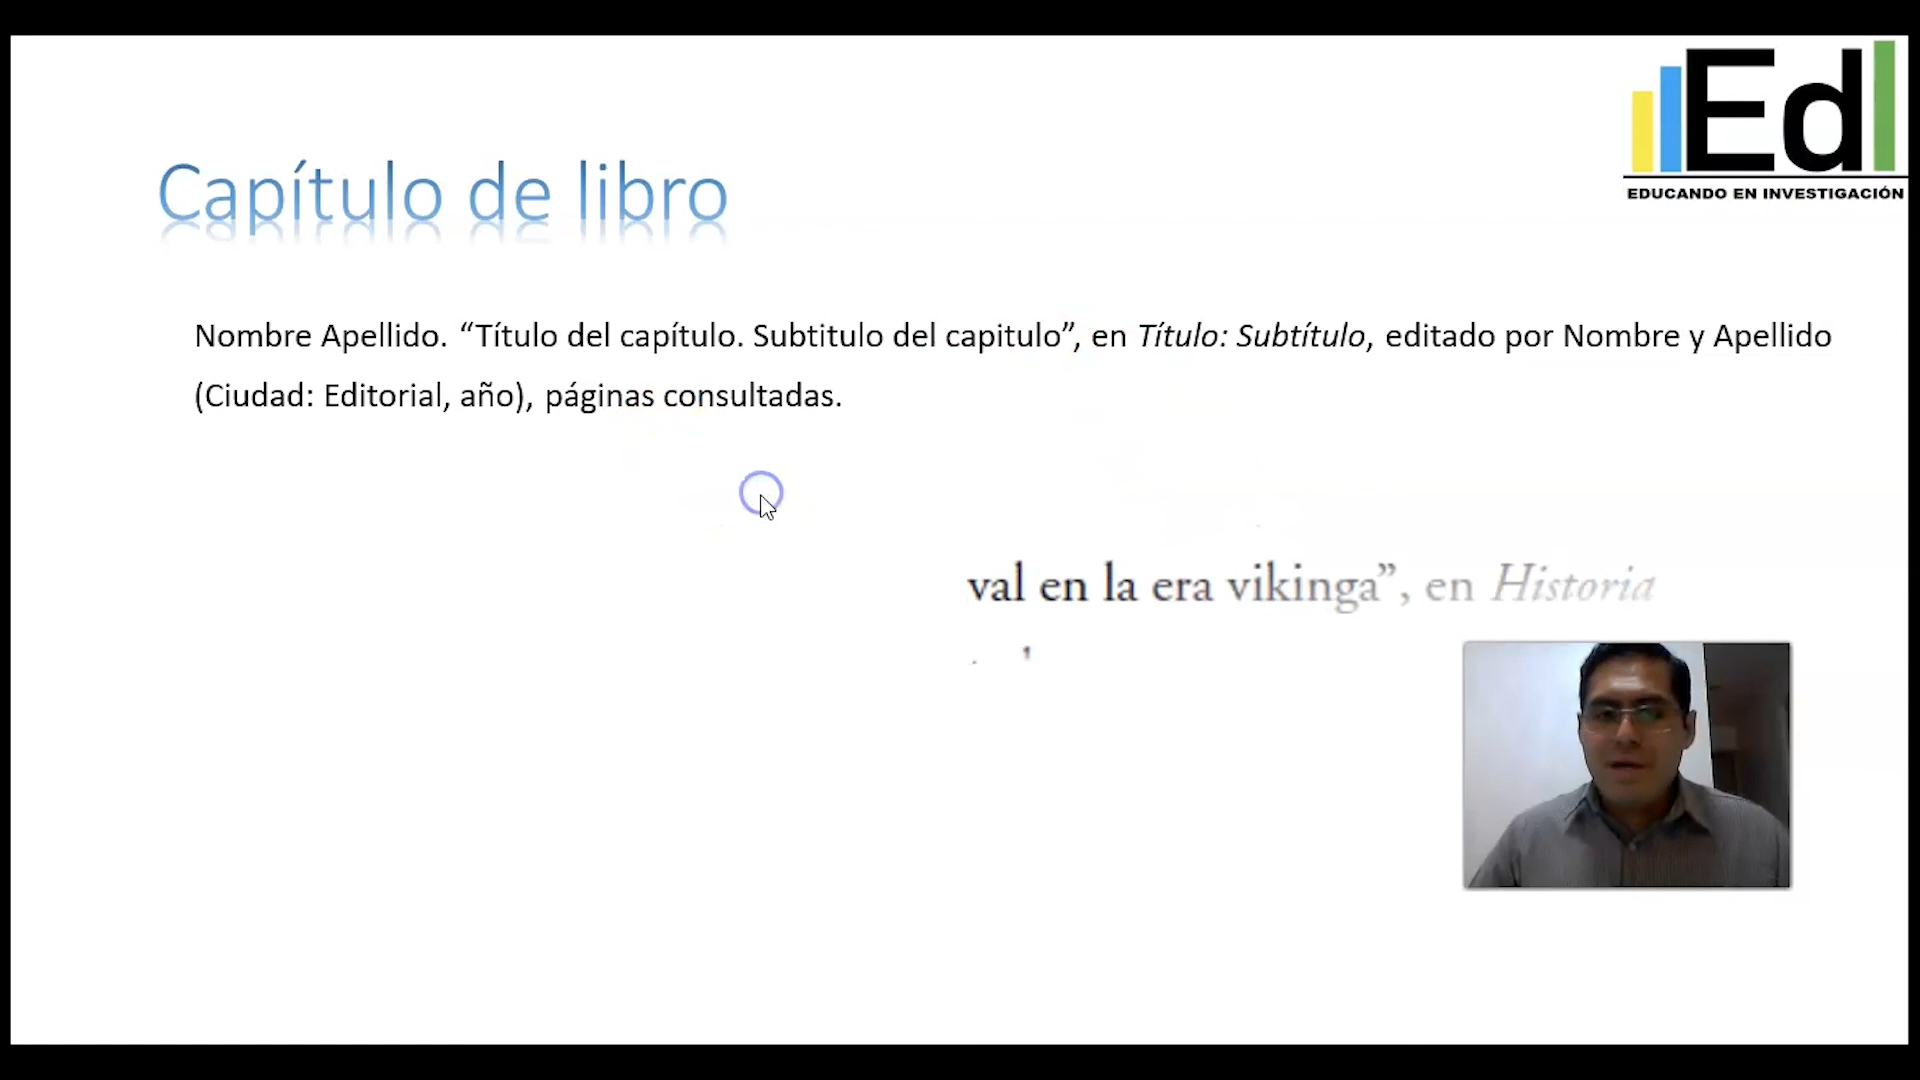 EdI
EDUCANDO EN INVESTIGACIÓN
Capítulo de libro
Nombre Apellido. “Título del capítulo. Subtitulo del capitulo”, en Título: Subtítulo, editado por Nombre y Apellido
(Ciudad: Editorial, año), páginas consultadas.
val en la era vikinga”, en Historia